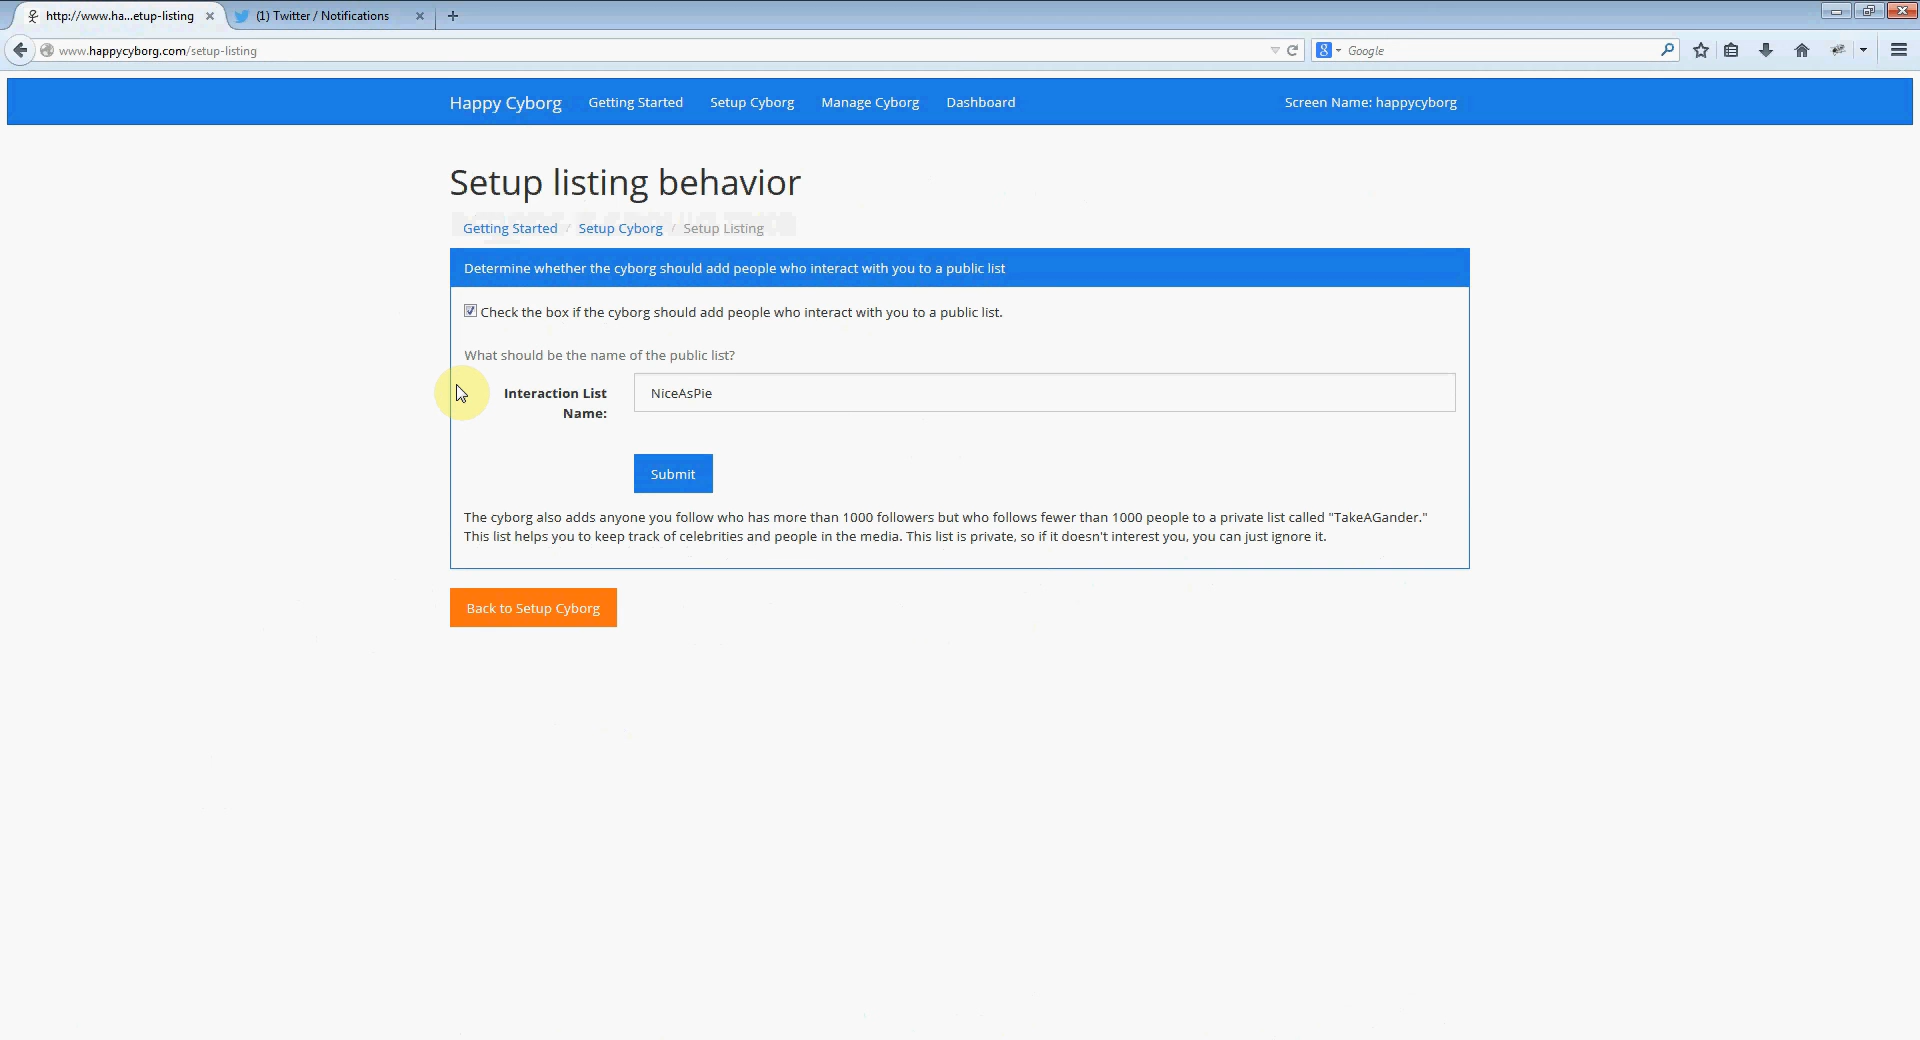 http://www.ha...etup-listing
(1) Twitter / Notifications
www.happycyborg.com/setup-listing
Google
Happy Cyborg Getting Started Setup Cyborg Manage Cyborg Dashboard Screen Name: happycyborg
Setup listing behavior
Getting Started / Setup Cyborg / Setup Listing
Determine whether the cyborg should add people who interact with you to a public list
Check the box if the cyborg should add people who interact with you to a public list.
What should be the name of the public list?
Interaction List
Name:
NiceAsPie
Submit
The cyborg also adds anyone you follow who has more than 1000 followers but who follows fewer than 1000 people to a private list called "TakeAGander."
This list helps you to keep track of celebrities and people in the media. This list is private, so if it doesn't interest you, you can just ignore it.
Back to Setup Cyborg